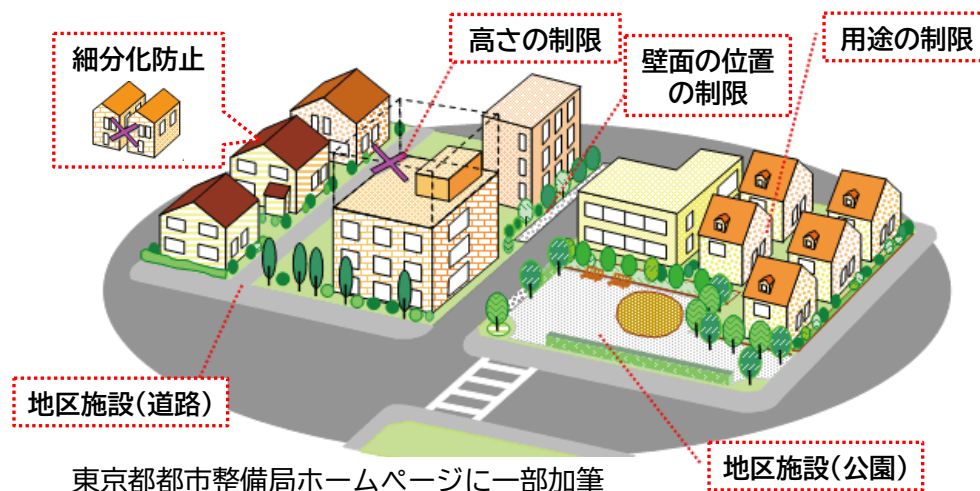 細分化防止
高さの制限
壁面の位置
の制限
用途の制限
地区施設（道路）
地区施設（公園）
東京都都市整備局ホームページに一部加筆